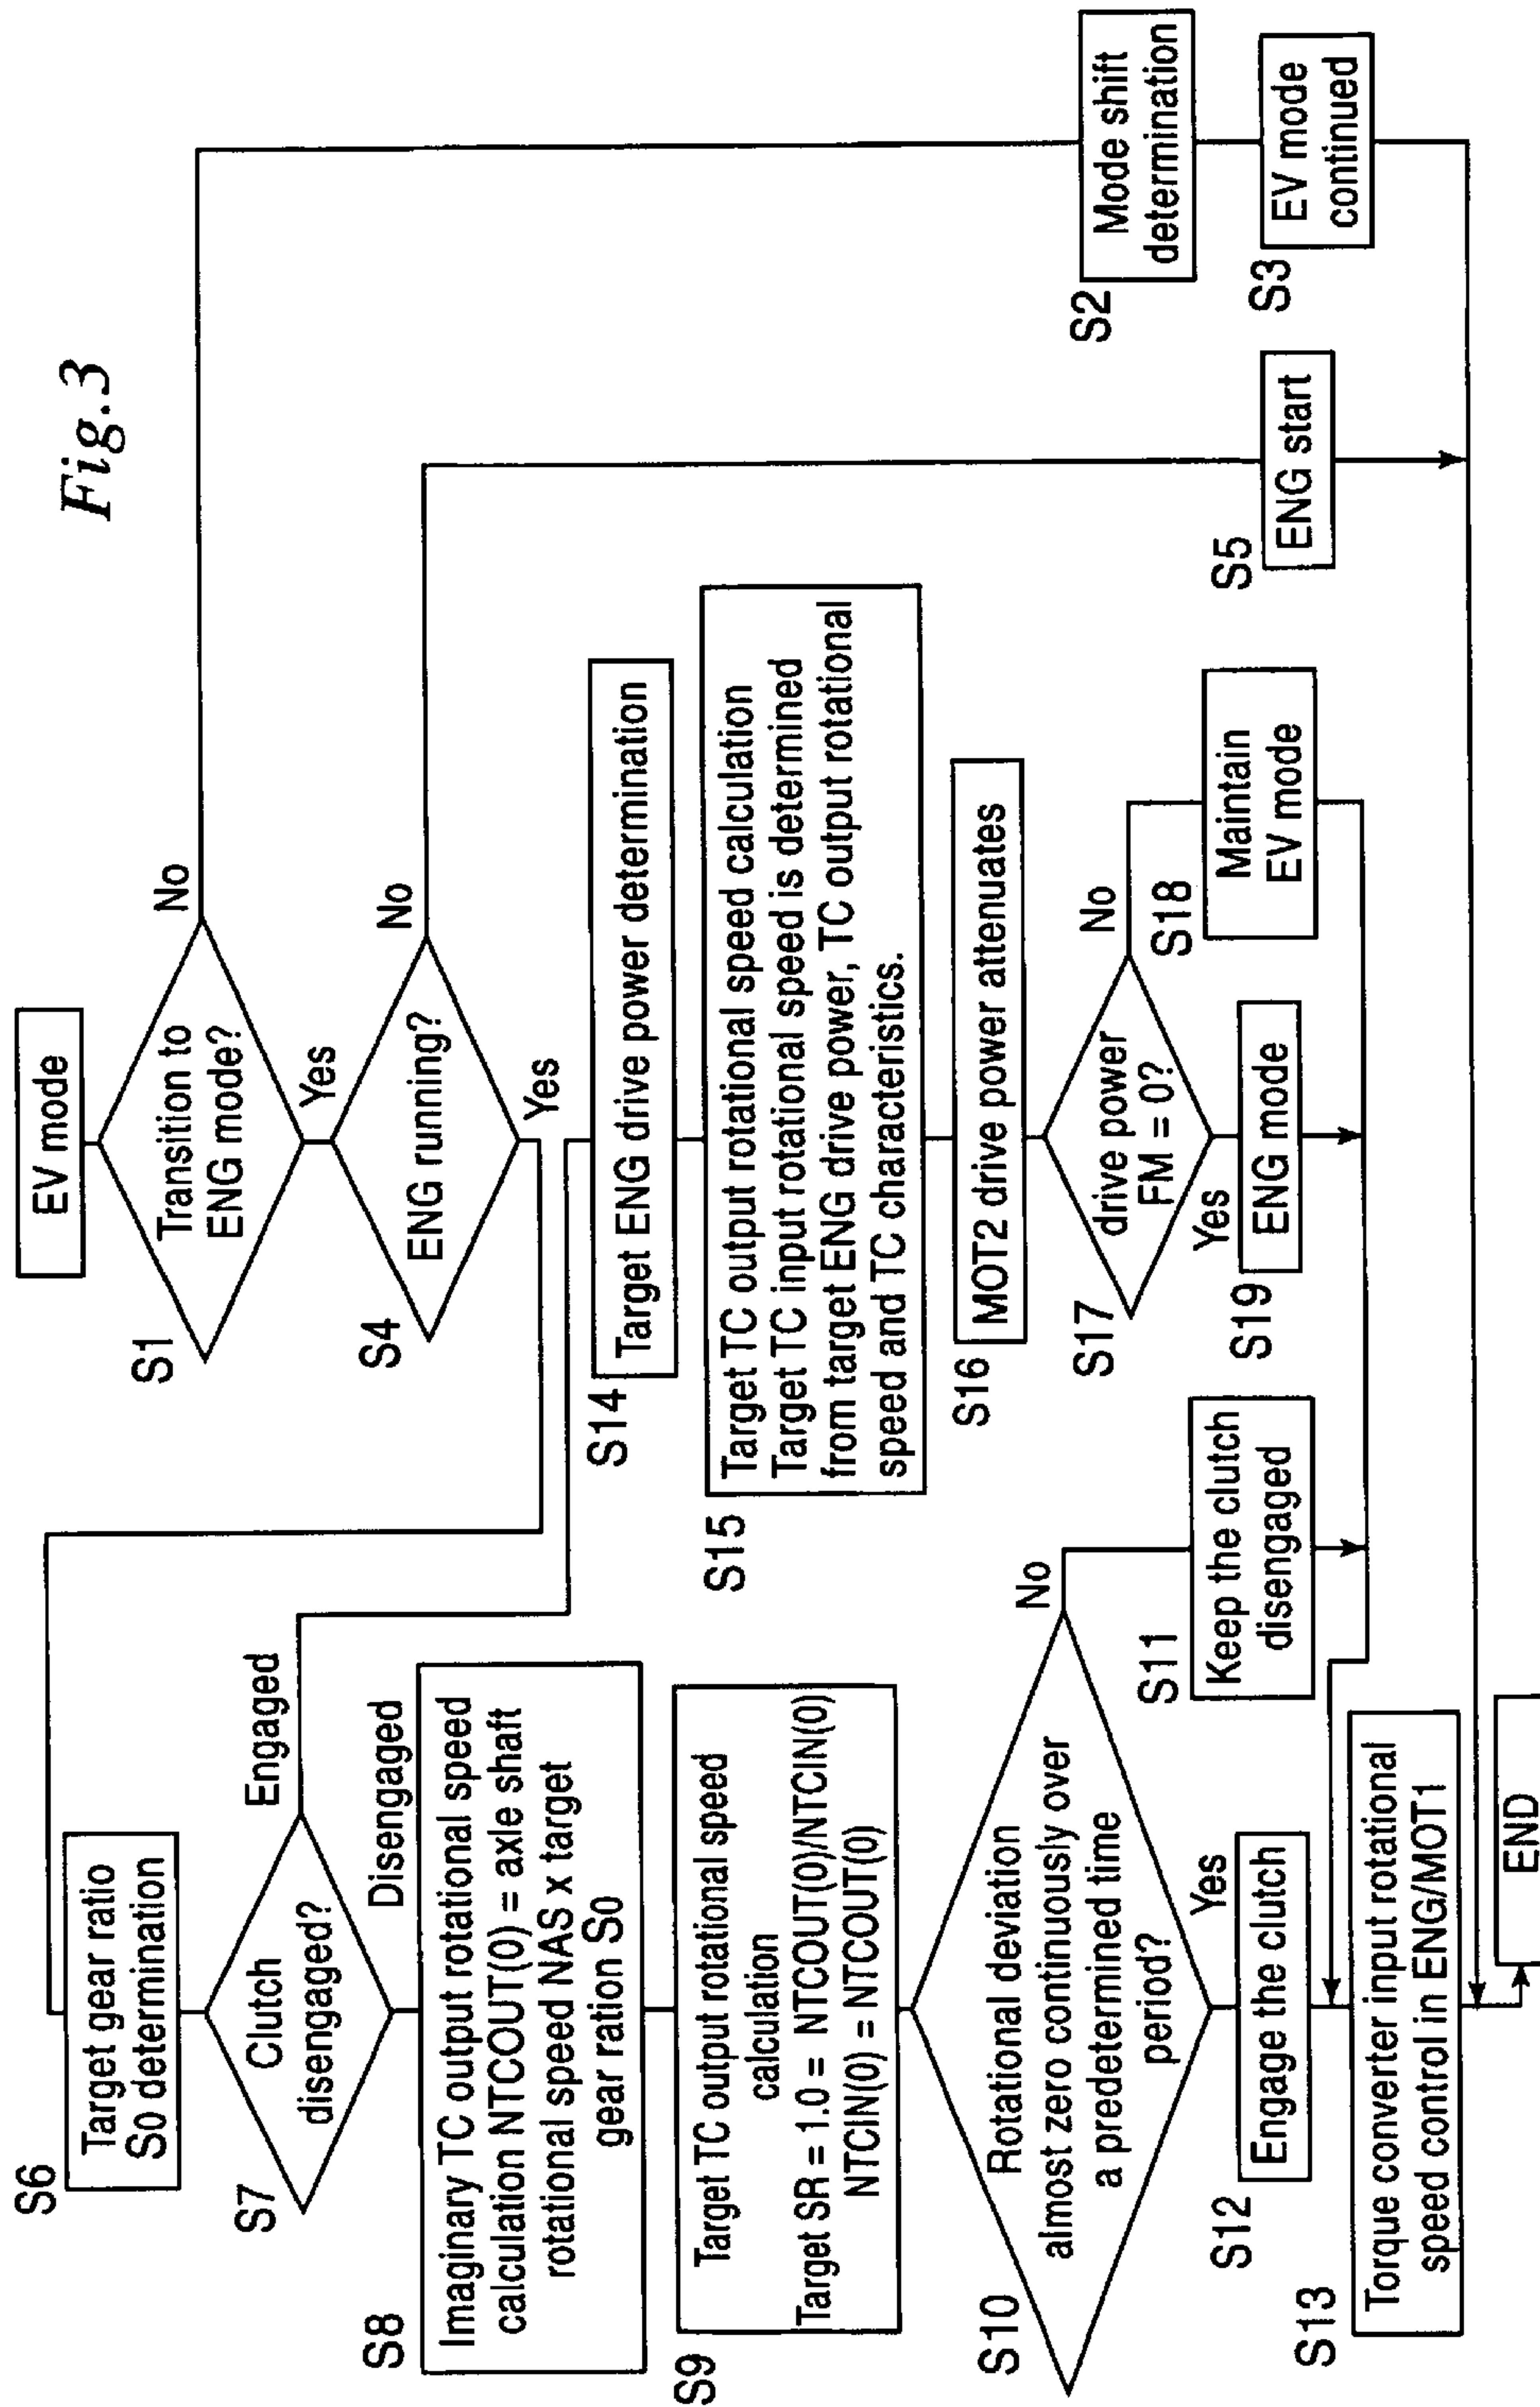 Fig.3
EV mode
S1
Transition to
ENG mode?
No
Yes
S2
Mode shift
determination
S3
EV mode
continued
S4
ENG running?
No
Yes
S5
ENG start
S6
Target gear ratio
S0 determination
S7
Clutch
disengaged?
Engaged
Disengaged
S8
Imaginary TC output rotational speed
calculation NTCOUT(0) = axle shaft
rotational speed NAS x target
gear ration S0
S9
Target TC output rotational speed
calculation
Target SR = 1.0 = NTCOUT(0)/NTCIN(0)
NTCIN(0) = NTCOUT(0)
S10
Rotational deviation
almost zero continuously over
a predetermined time
period?
No
Yes
S11
Keep the clutch
disengaged
S12
Engage the clutch
S13
Torque converter input rotational
speed control in ENG/MOT1
S14
Target ENG drive power determination
S15
Target TC output rotational speed calculation
Target TC input rotational speed is determined
from target ENG drive power, TC output rotational
speed and TC characteristics.
S16
MOT2 drive power attenuates
S17
drive power
FM = 0?
No
Yes
S18
Maintain
EV mode
S19
ENG mode
END